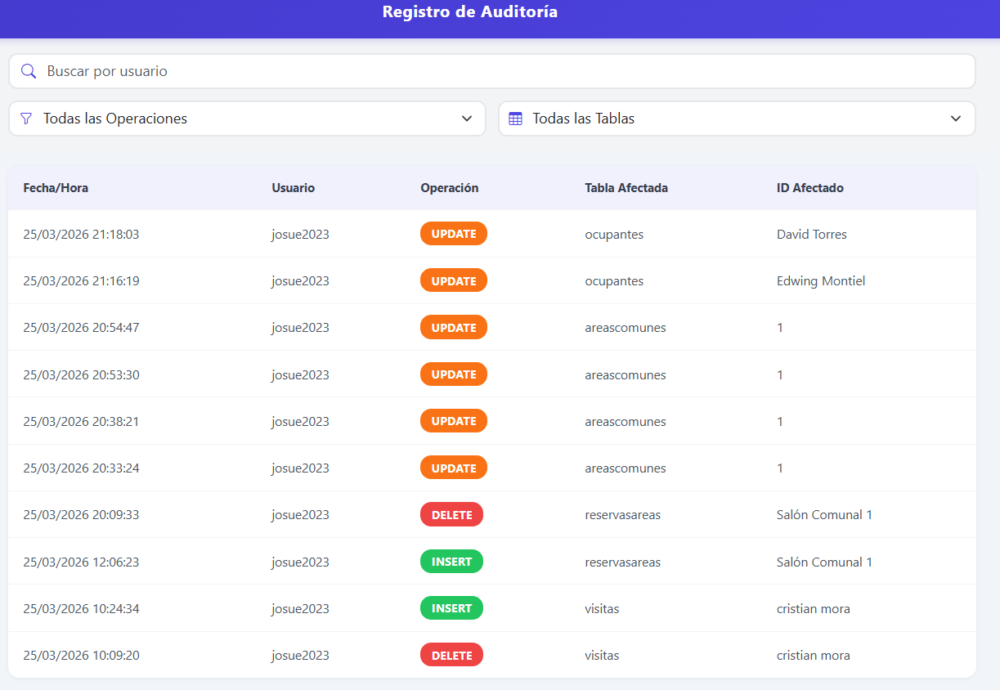 Registro de Auditoría
Buscar por usuario
Todas las Operaciones Todas las Tablas
Fecha/Hora Usuario Operación Tabla Afectada ID Afectado
25/03/2026 21:18:03 josue2023 UPDATE ocupantes David Torres
25/03/2026 21:16:19 josue2023 UPDATE ocupantes Edwing Montiel
25/03/2026 20:54:47 josue2023 UPDATE areascomunes 1
25/03/2026 20:53:30 josue2023 UPDATE areascomunes 1
25/03/2026 20:38:21 josue2023 UPDATE areascomunes 1
25/03/2026 20:33:24 josue2023 UPDATE areascomunes 1
25/03/2026 20:09:33 josue2023 DELETE reservasareas Salón Comunal 1
25/03/2026 12:06:23 josue2023 INSERT reservasareas Salón Comunal 1
25/03/2026 10:24:34 josue2023 INSERT visitas cristian mora
25/03/2026 10:09:20 josue2023 DELETE visitas cristian mora